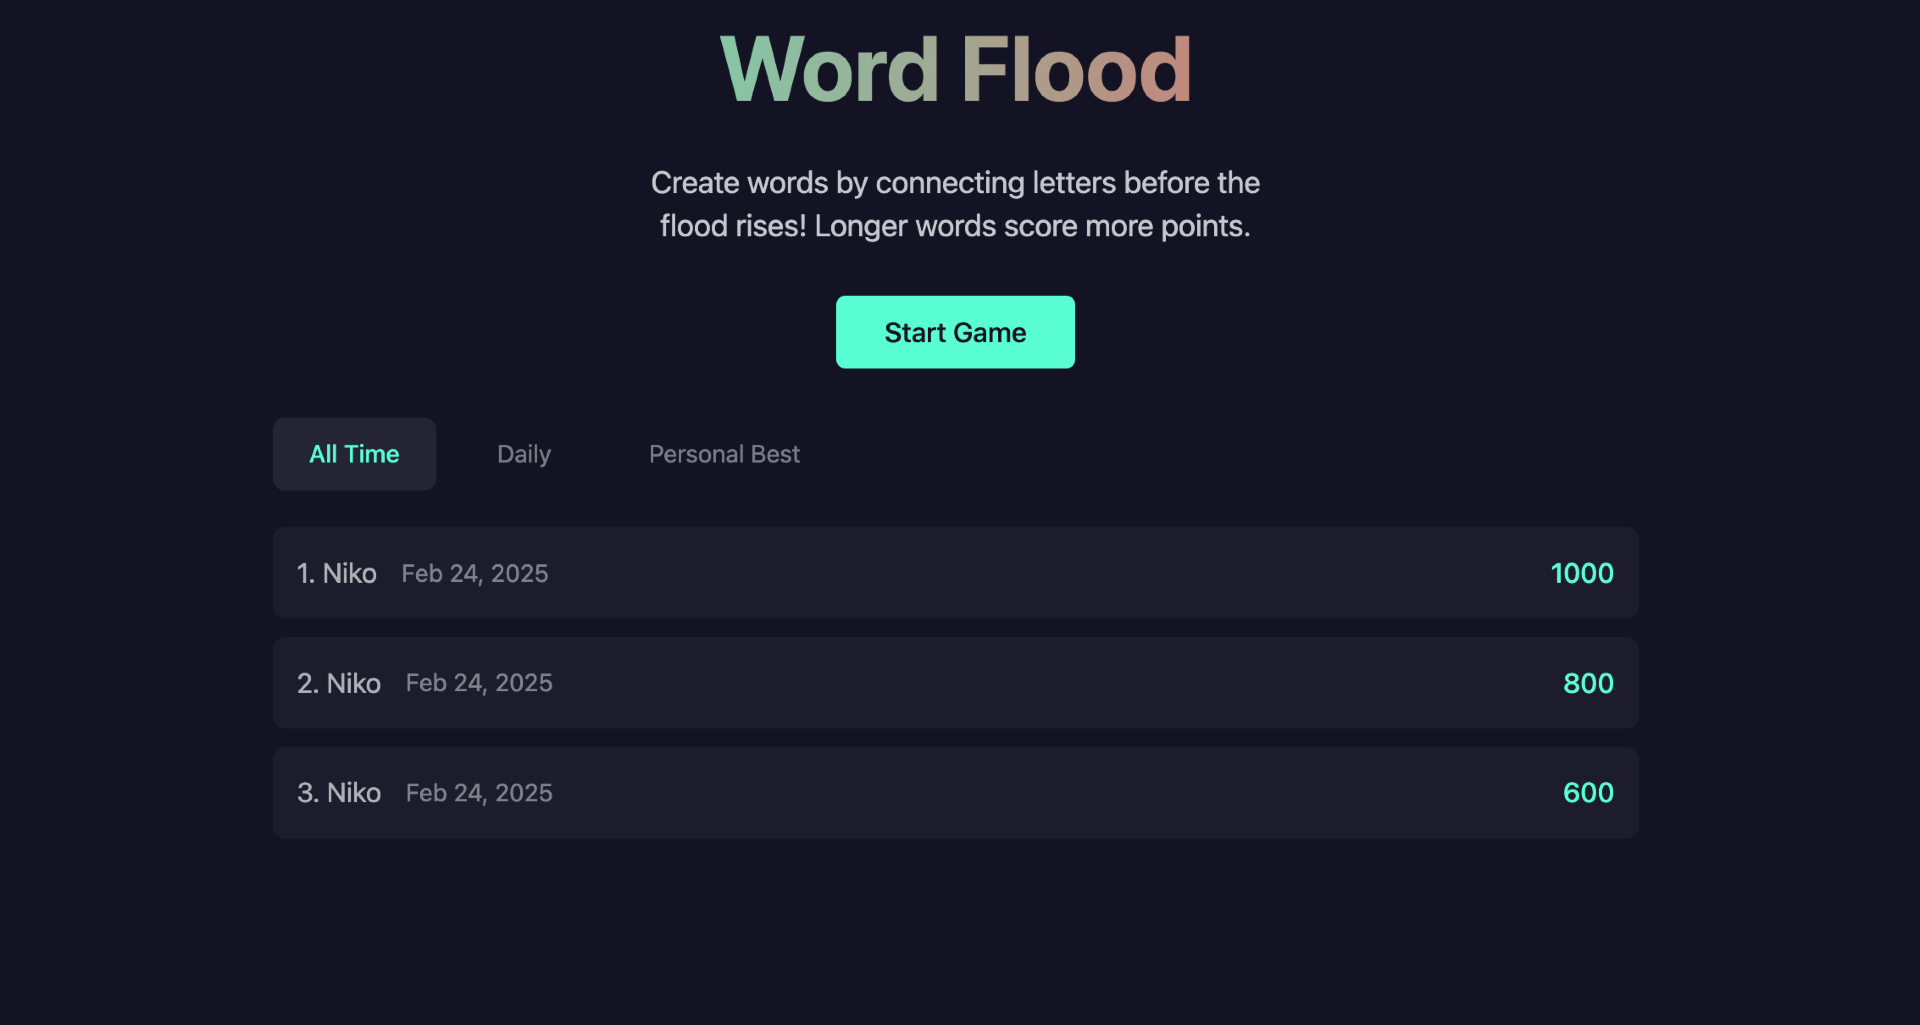 Word Flood
Create words by connecting letters before the
flood rises! Longer words score more points.
Start Game
All Time Daily Personal Best
1. Niko Feb 24, 2025 1000
2. Niko Feb 24, 2025 800
3. Niko Feb 24, 2025 600